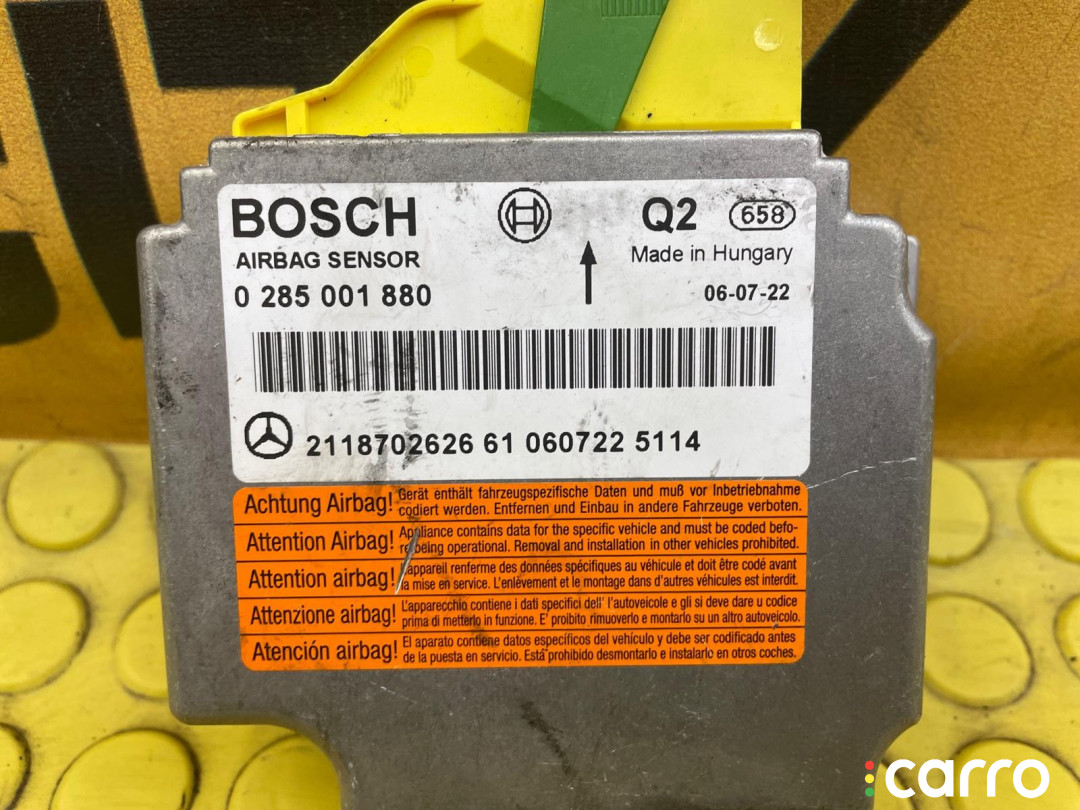 BOSCH
Q2 658
AIRBAG SENSOR
Made in Hungary
0 285 001 880
06-07-22
2118702626 61 060722 5114
Achtung Airbag! Gerät enthält fahrzeugspezifische Daten und muß vor Inbetriebnahme
codiert werden. Entfernen und Einbau in andere Fahrzeuge verboten.
Attention Airbag! Appliance contains data for the specific vehicle and must be coded befo-
re being operational. Removal and installation in other vehicles prohibited.
Attention airbag! L'appareil renferme des données spécifiques au véhicule et doit être codé avant
la mise en service. L'enlèvement et le montage dans d'autres véhicules est interdit.
Attenzione airbag! L'apparecchio contiene i dati specifici dell' l'autoveicole e gli si deve dare u codice
prima di metterlo in funzione. E' proibito rimuoverlo e montarlo su un altro autoveicolo.
Atención airbag! El aparato contiene datos específicos del vehículo y debe ser codificado antes
de la puesta en servicio. Está prohibido desmontarlo e instalarlo en otros coches.
carro